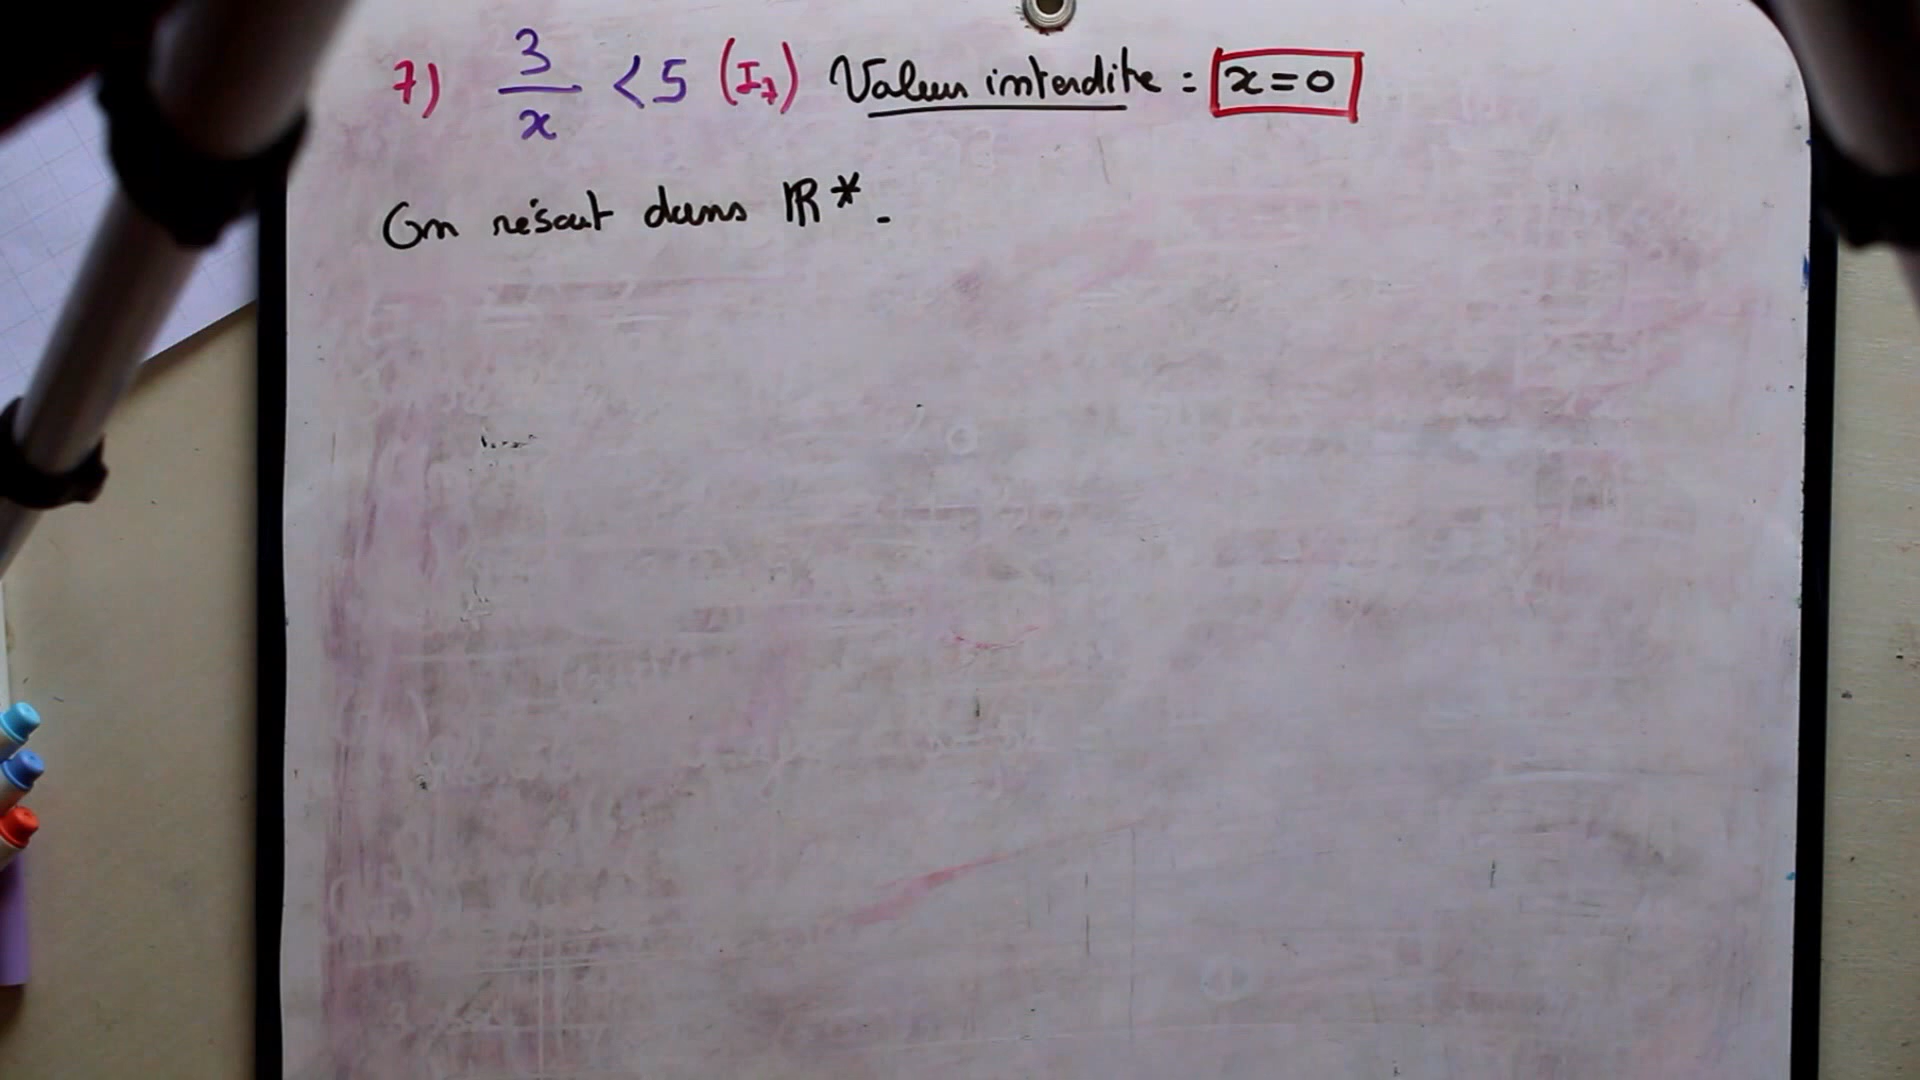 7) 3/x < 5 (I₇) Valeur interdite : x = 0
On résout dans ℝ*.